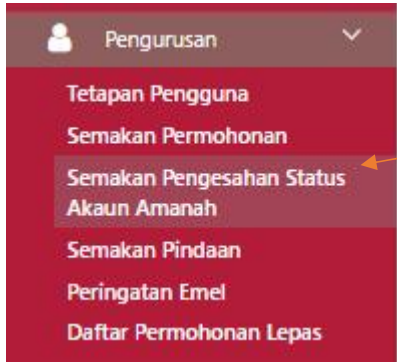 Pengurusan
Tetapan Pengguna
Semakan Permohonan
Semakan Pengesahan Status
Akaun Amanah
Semakan Pindaan
Peringatan Emel
Daftar Permohonan Lepas